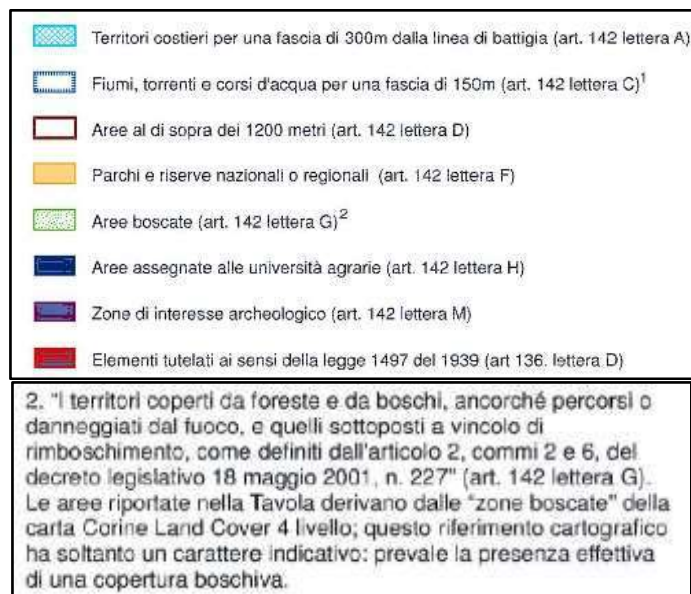 Territori costieri per una fascia di 300m dalla linea di battigia (art. 142 lettera A)
Fiumi, torrenti e corsi d'acqua per una fascia di 150m (art. 142 lettera C)1
Aree al di sopra dei 1200 metri (art. 142 lettera D)
Parchi e riserve nazionali o regionali (art. 142 lettera F)
Aree boscate (art. 142 lettera G)2
Aree assegnate alle università agrarie (art. 142 lettera H)
Zone di interesse archeologico (art. 142 lettera M)
Elementi tutelati ai sensi della legge 1497 del 1939 (art 136. lettera D)
2. "I territori coperti da foreste e da boschi, ancorché percorsi o
danneggiati dal fuoco, e quelli sottoposti a vincolo di
rimboschimento, come definiti dall'articolo 2, commi 2 e 6, del
decreto legislativo 18 maggio 2001, n. 227" (art. 142 lettera G).
Le aree riportate nella Tavola derivano dalle "zone boscate" della
carta Corine Land Cover 4 livello; questo riferimento cartografico
ha soltanto un carattere indicativo: prevale la presenza effettiva
di una copertura boschiva.